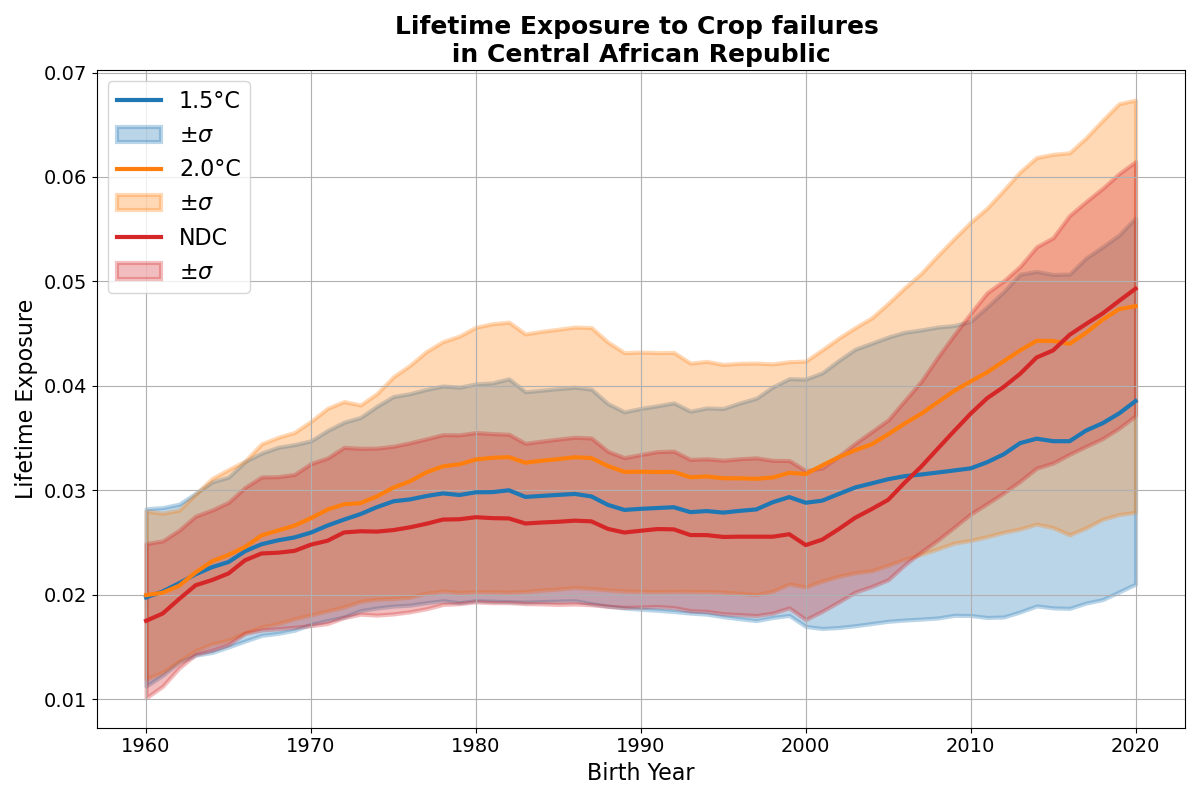 Lifetime Exposure to Crop failures
in Central African Republic
0.07
0.06
0.05
0.04
0.03
0.02
0.01
Lifetime Exposure
1.5°C
±σ
2.0°C
±σ
NDC
±σ
1960 1970 1980 1990 2000 2010 2020
Birth Year